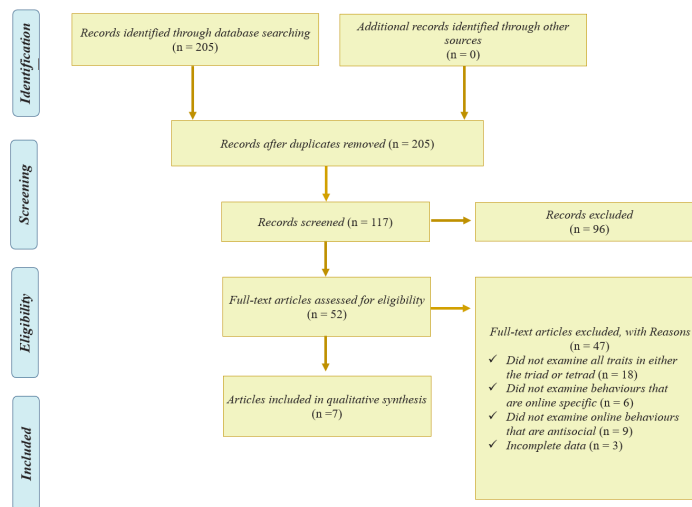 Identification
Records identified through database searching
(n = 205)
Additional records identified through other
sources
(n = 0)
Records after duplicates removed (n = 205)
Screening
Records screened (n = 117)
Records excluded
(n = 96)
Eligibility
Full-text articles assessed for eligibility
(n = 52)
Full-text articles excluded, with Reasons
(n = 47)
✓ Did not examine all traits in either
the triad or tetrad (n = 18)
✓ Did not examine behaviours that
are online specific (n = 6)
✓ Did not examine online behaviours
that are antisocial (n = 9)
✓ Incomplete data (n = 3)
Included
Articles included in qualitative synthesis
(n =7)